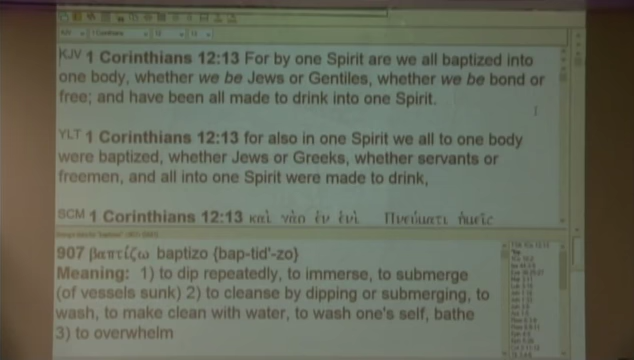 KJV 1 Corinthians 12:13 For by one Spirit are we all baptized into
one body, whether we be Jews or Gentiles, whether we be bond or
free; and have been all made to drink into one Spirit.
YLT 1 Corinthians 12:13 for also in one Spirit we all to one body
were baptized, whether Jews or Greeks, whether servants or
freemen, and all into one Spirit were made to drink,
SCM 1 Corinthians 12:13 καὶ γὰρ ἐν ἑνὶ Πνεύματι ἡμεῖς
907 βαπτίζω baptizo {bap-tid'-zo}
Meaning: 1) to dip repeatedly, to immerse, to submerge
(of vessels sunk) 2) to cleanse by dipping or submerging, to
wash, to make clean with water, to wash one's self, bathe
3) to overwhelm